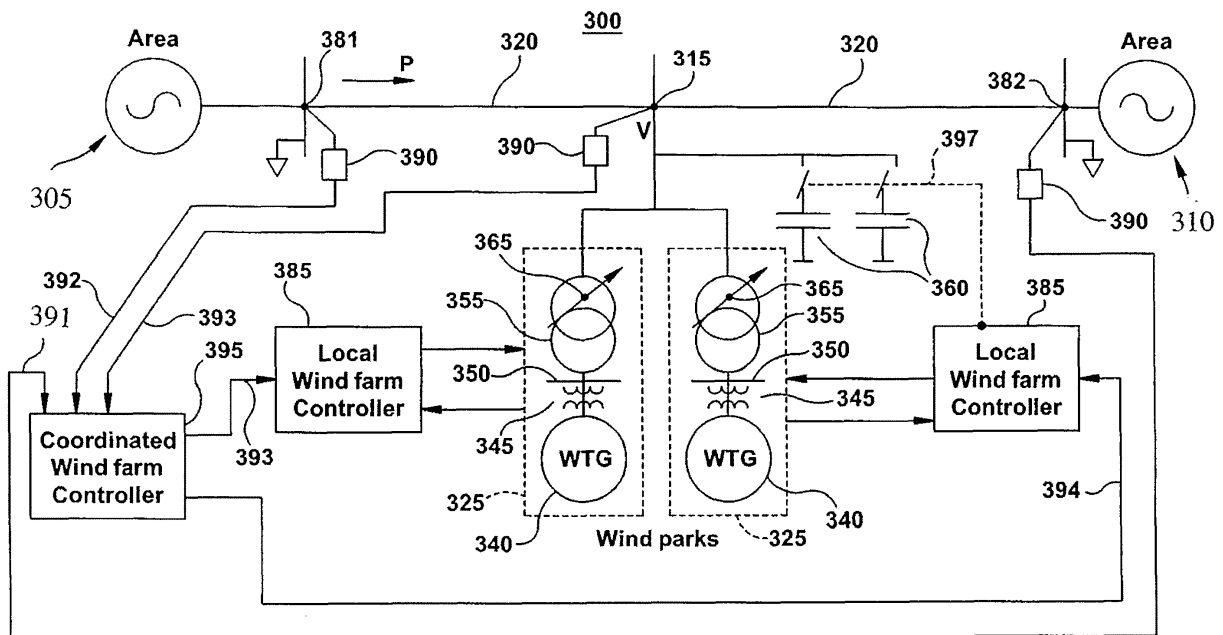 300
Area
381
P
320
315
320
Area
382
V
390
390
397
390
305
310
365
365
360
392
393
385
355
355
385
391
395
Local
Wind farm
Controller
350
350
Local
Wind farm
Controller
345
345
Coordinated
Wind farm
Controller
393
WTG
WTG
394
325
340
Wind parks
325
340